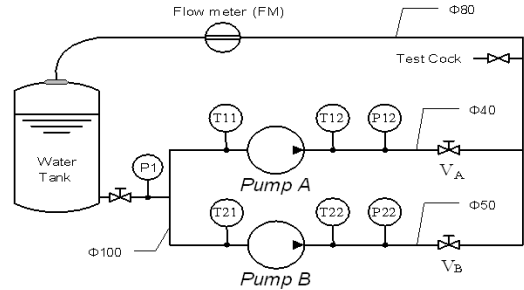 Flow meter (FM)
Φ80
Test Cock
T11
T12
P12
Φ40
Water
Tank
P1
Pump A
VA
T21
T22
P22
Φ50
Φ100
Pump B
VB